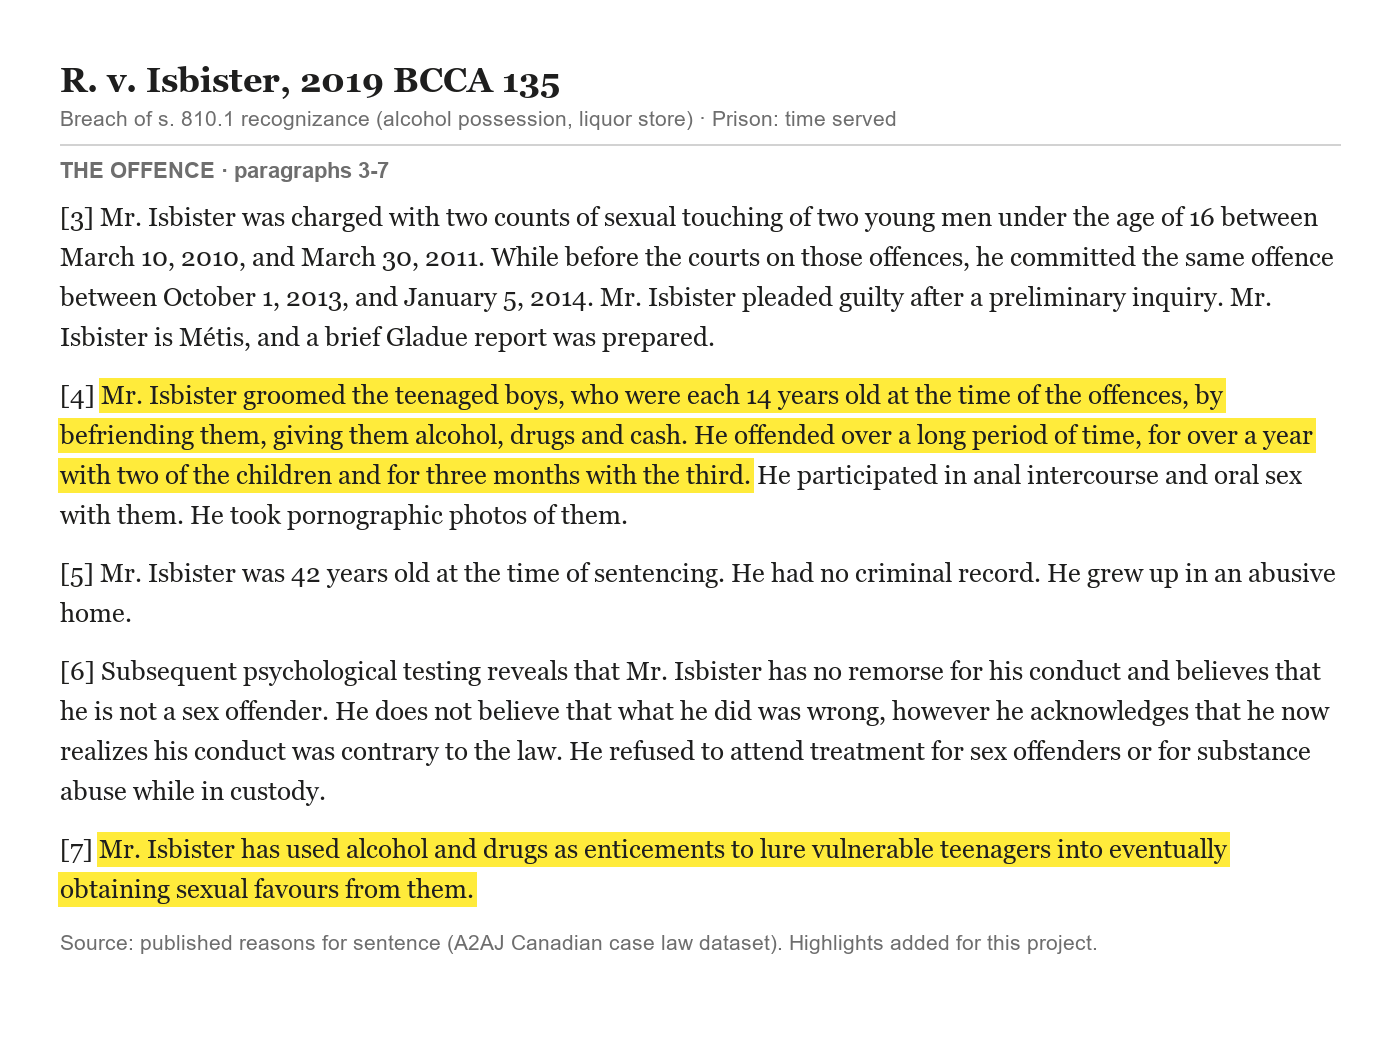 R. v. Isbister, 2019 BCCA 135
Breach of s. 810.1 recognizance (alcohol possession, liquor store) · Prison: time served
THE OFFENCE · paragraphs 3-7
[3] Mr. Isbister was charged with two counts of sexual touching of two young men under the age of 16 between
March 10, 2010, and March 30, 2011. While before the courts on those offences, he committed the same offence
between October 1, 2013, and January 5, 2014. Mr. Isbister pleaded guilty after a preliminary inquiry. Mr.
Isbister is Métis, and a brief Gladue report was prepared.
[4] Mr. Isbister groomed the teenaged boys, who were each 14 years old at the time of the offences, by
befriending them, giving them alcohol, drugs and cash. He offended over a long period of time, for over a year
with two of the children and for three months with the third. He participated in anal intercourse and oral sex
with them. He took pornographic photos of them.
[5] Mr. Isbister was 42 years old at the time of sentencing. He had no criminal record. He grew up in an abusive
home.
[6] Subsequent psychological testing reveals that Mr. Isbister has no remorse for his conduct and believes that
he is not a sex offender. He does not believe that what he did was wrong, however he acknowledges that he now
realizes his conduct was contrary to the law. He refused to attend treatment for sex offenders or for substance
abuse while in custody.
[7] Mr. Isbister has used alcohol and drugs as enticements to lure vulnerable teenagers into eventually
obtaining sexual favours from them.
Source: published reasons for sentence (A2AJ Canadian case law dataset). Highlights added for this project.